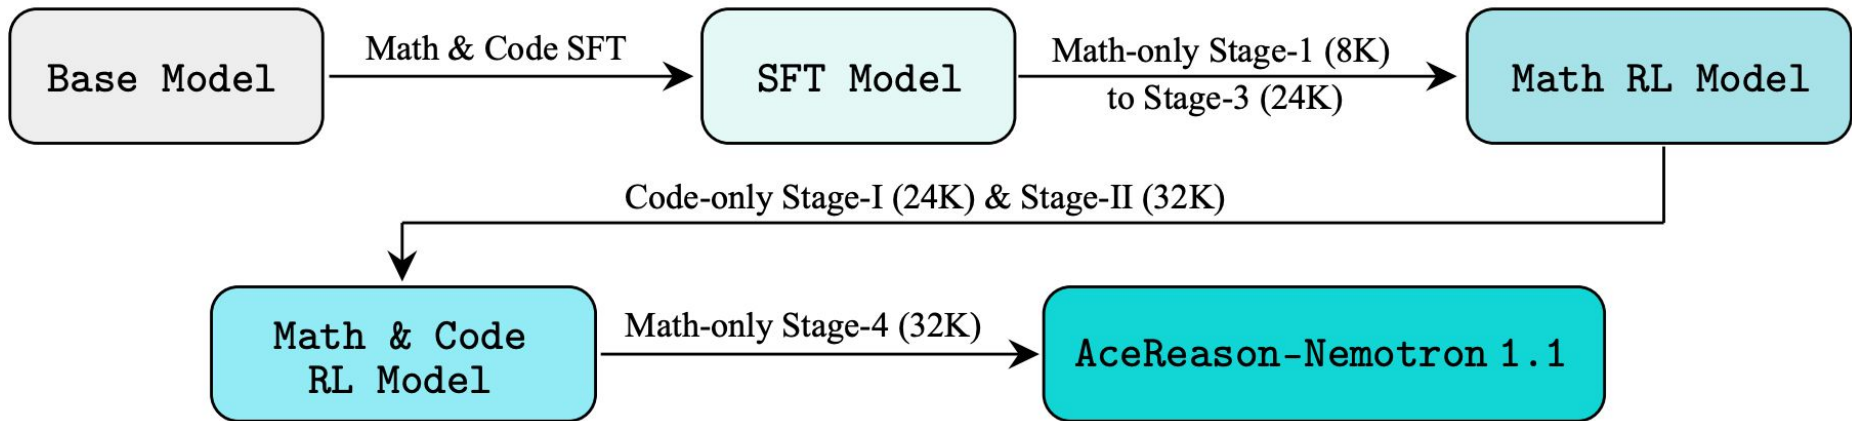 Base Model
Math & Code SFT
SFT Model
Math-only Stage-1 (8K)
to Stage-3 (24K)
Math RL Model
Code-only Stage-I (24K) & Stage-II (32K)
Math & Code
RL Model
Math-only Stage-4 (32K)
AceReason-Nemotron 1.1